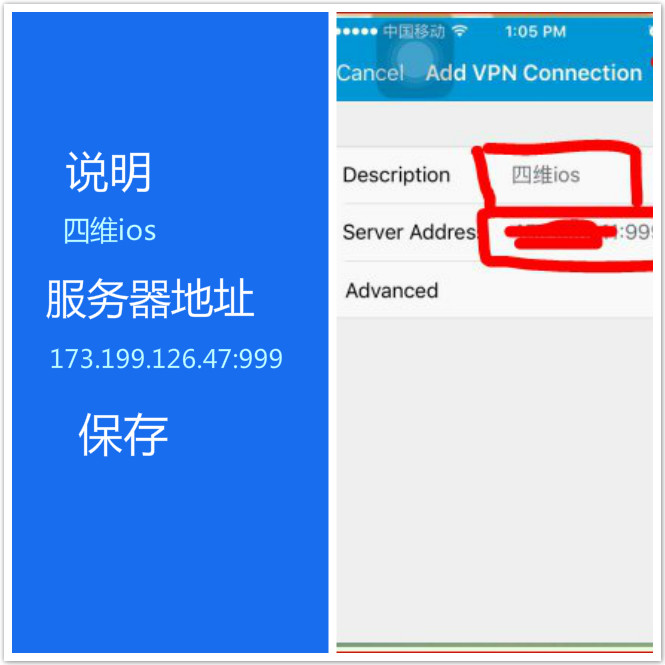 说明
四维ios
服务器地址
173.199.126.47:999
保存
中国移动 1:05 PM
Cancel Add VPN Connection
Description 四维ios
Server Addres :999
Advanced